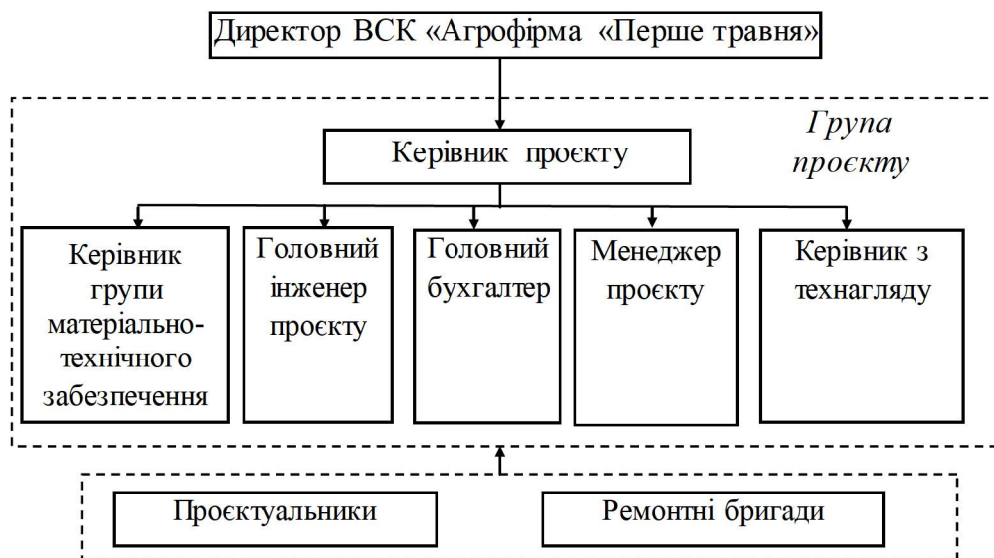 Директор ВСК «Агрофірма «Перше травня»
Група
проєкту
Керівник проєкту
Керівник
групи
матеріально-
технічного
забезпечення
Головний
інженер
проєкту
Головний
бухгалтер
Менеджер
проєкту
Керівник з
технагляду
Проєктуальники
Ремонтні бригади